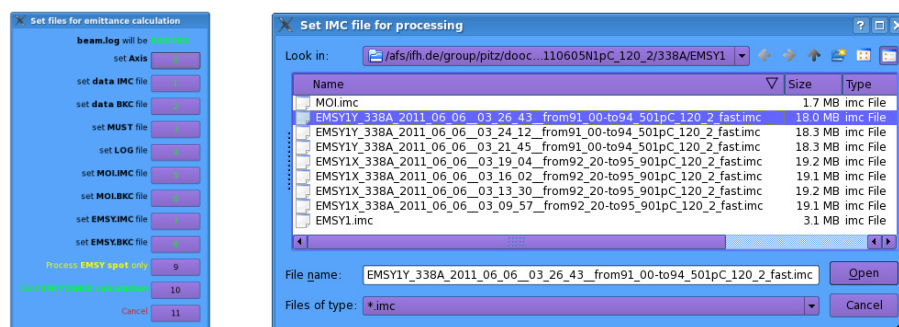 Set files for emittance calculation
beam.log will be
set Axis
set data IMC file
set data BKC file
set MUST file
set LOG file
set MOI.IMC file
set MOI.BKC file
set EMSY.IMC file
set EMSY.BKC file
Process EMSY spot only 9
10
Cancel 11
Set IMC file for processing
Look in: /afs/ifh.de/group/pitz/dooc...110605N1pC_120_2/338A/EMSY1
Name Size Type
MOI.imc 1.7 MB imc File
EMSY1Y_338A_2011_06_06__03_26_43__from91_00-to94_501pC_120_2_fast.imc 18.0 MB imc File
EMSY1Y_338A_2011_06_06__03_24_12__from91_00-to94_501pC_120_2_fast.imc 18.3 MB imc File
EMSY1Y_338A_2011_06_06__03_21_45__from91_00-to94_501pC_120_2_fast.imc 18.3 MB imc File
EMSY1X_338A_2011_06_06__03_19_04__from92_20-to95_901pC_120_2_fast.imc 19.2 MB imc File
EMSY1X_338A_2011_06_06__03_16_02__from92_20-to95_901pC_120_2_fast.imc 19.1 MB imc File
EMSY1X_338A_2011_06_06__03_13_30__from92_20-to95_901pC_120_2_fast.imc 19.2 MB imc File
EMSY1X_338A_2011_06_06__03_09_57__from92_20-to95_901pC_120_2_fast.imc 19.1 MB imc File
EMSY1.imc 3.1 MB imc File
File name: EMSY1Y_338A_2011_06_06__03_26_43__from91_00-to94_501pC_120_2_fast.imc Open
Files of type: *.imc Cancel